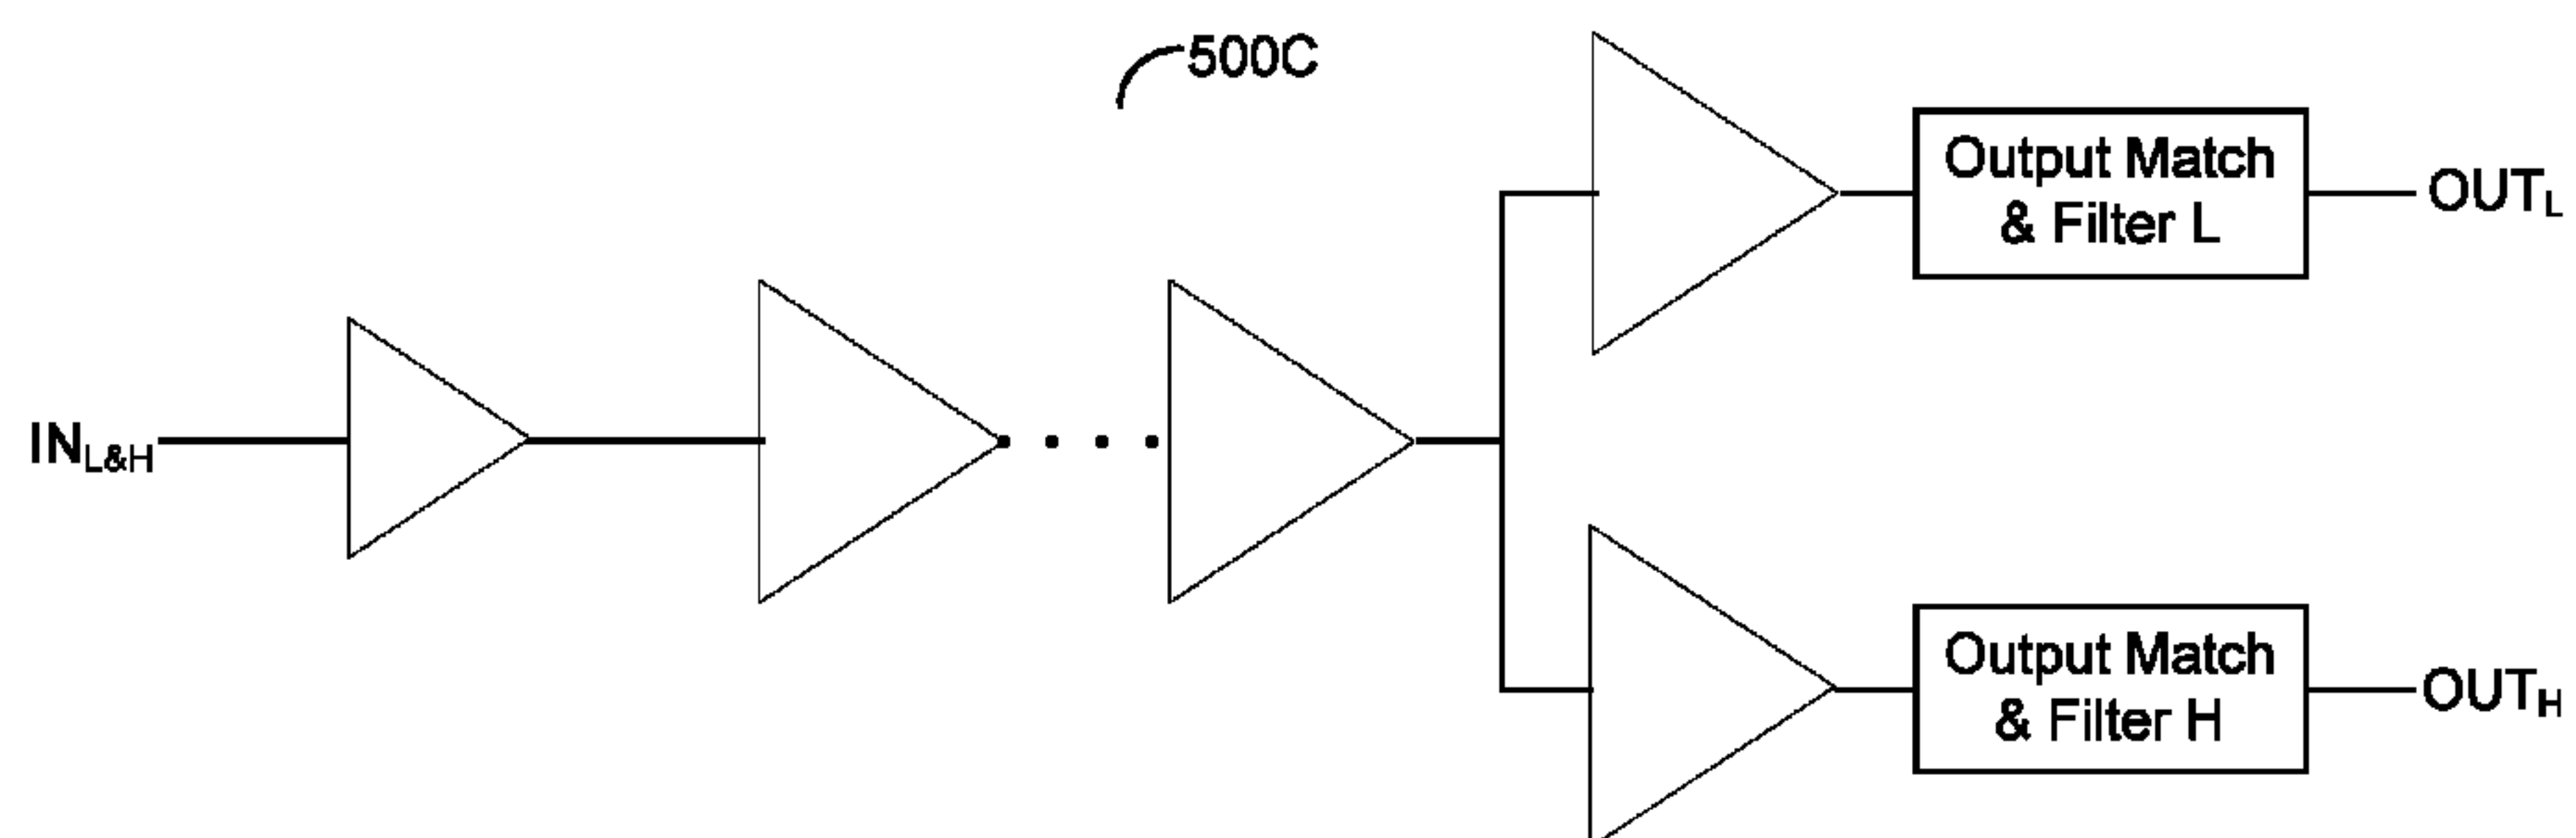 500C
Output Match
& Filter L
OUTL
INL&H
Output Match
& Filter H
OUTH